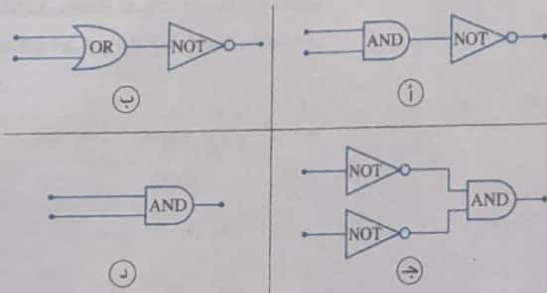 AND NOT
أ
OR NOT
ب
NOT
AND
NOT
ج
AND
د